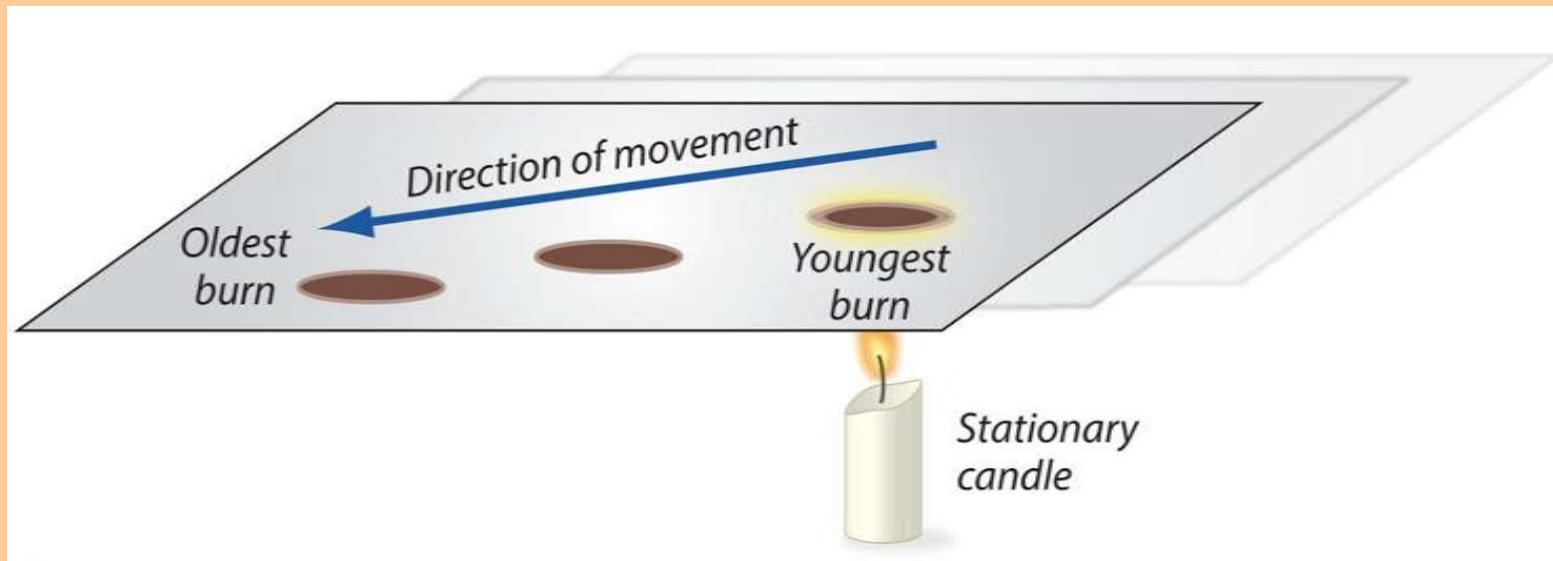 Direction of movement
Oldest
burn
Youngest
burn
Stationary
candle